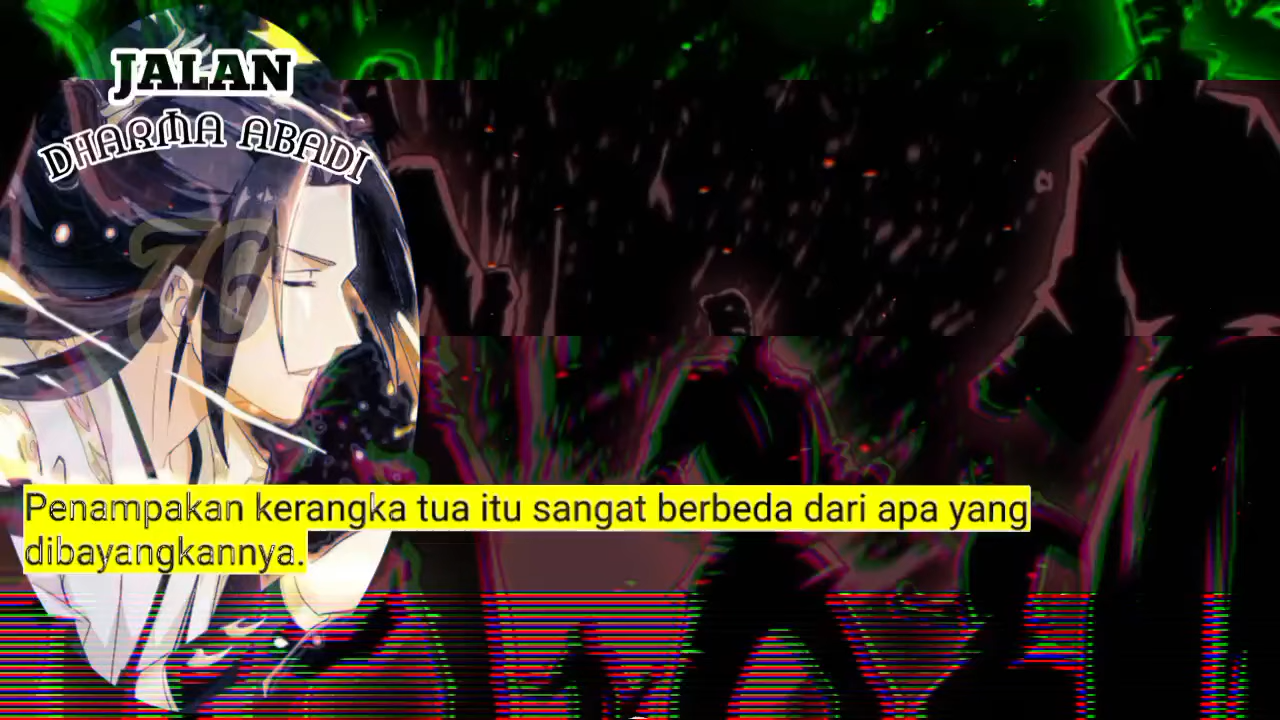 JALAN
DHARMA ABADI
Penampakan kerangka tua itu sangat berbeda dari apa yang
dibayangkannya.